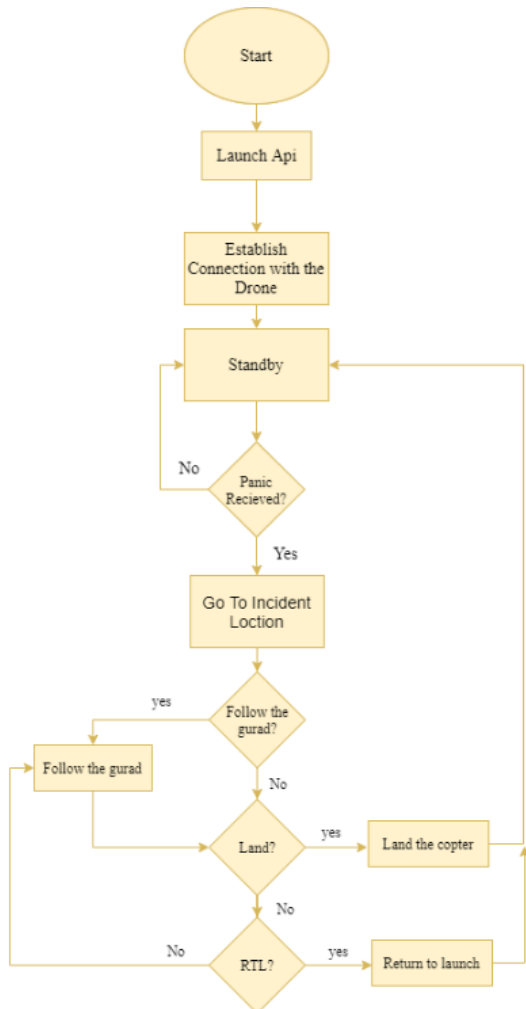 Start
Launch Api
Establish
Connection with the
Drone
Standby
No
Panic
Recieved?
Yes
Go To Incident
Loction
yes
Follow the
gurad?
Follow the gurad
No
Land?
yes
Land the copter
No
No
RTL?
yes
Return to launch